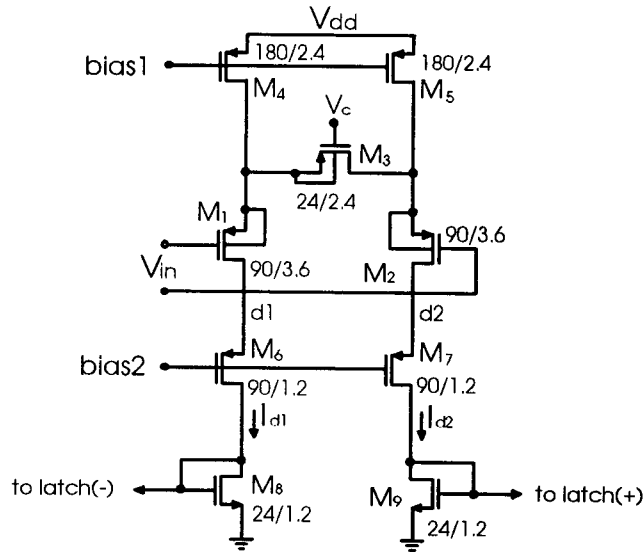 Vdd
180/2.4
180/2.4
bias1
M4
M5
Vc
M3
24/2.4
M1
90/3.6
Vin
90/3.6
M2
d1
d2
M6
M7
bias2
90/1.2
90/1.2
Id1
Id2
to latch(-)
M8
M9
to latch(+)
24/1.2
24/1.2